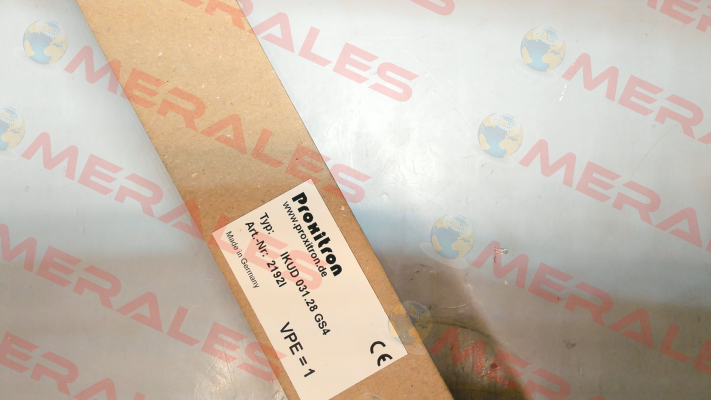 MERALES
MERALES
MERALES
MERALES
MERALES
MERALES
Proxitron
www.proxitron.de
Typ: IKUD 031.28 GS4
Art.-Nr: 2192I
Made in Germany
VPE = 1
CE